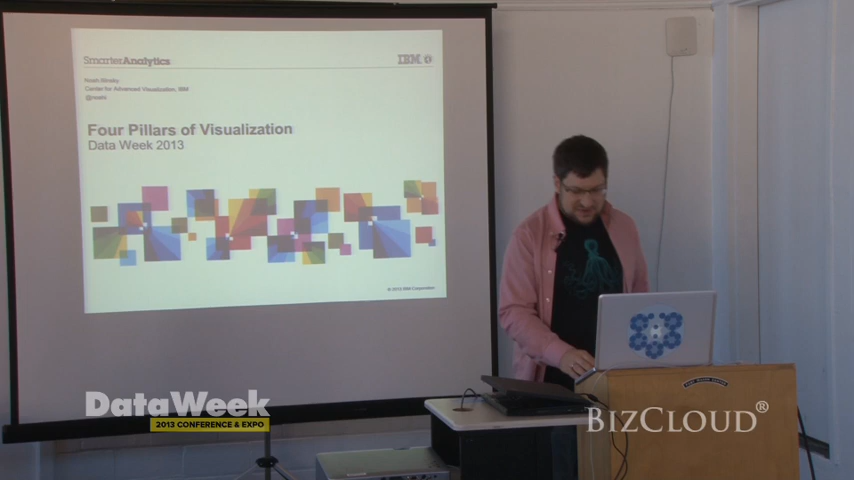 SmarterAnalytics
IBM
Noah Iliinsky
Center for Advanced Visualization, IBM
@noahi
Four Pillars of Visualization
Data Week 2013
© 2013 IBM Corporation
DataWeek
2013 CONFERENCE & EXPO
BIZCLOUD®